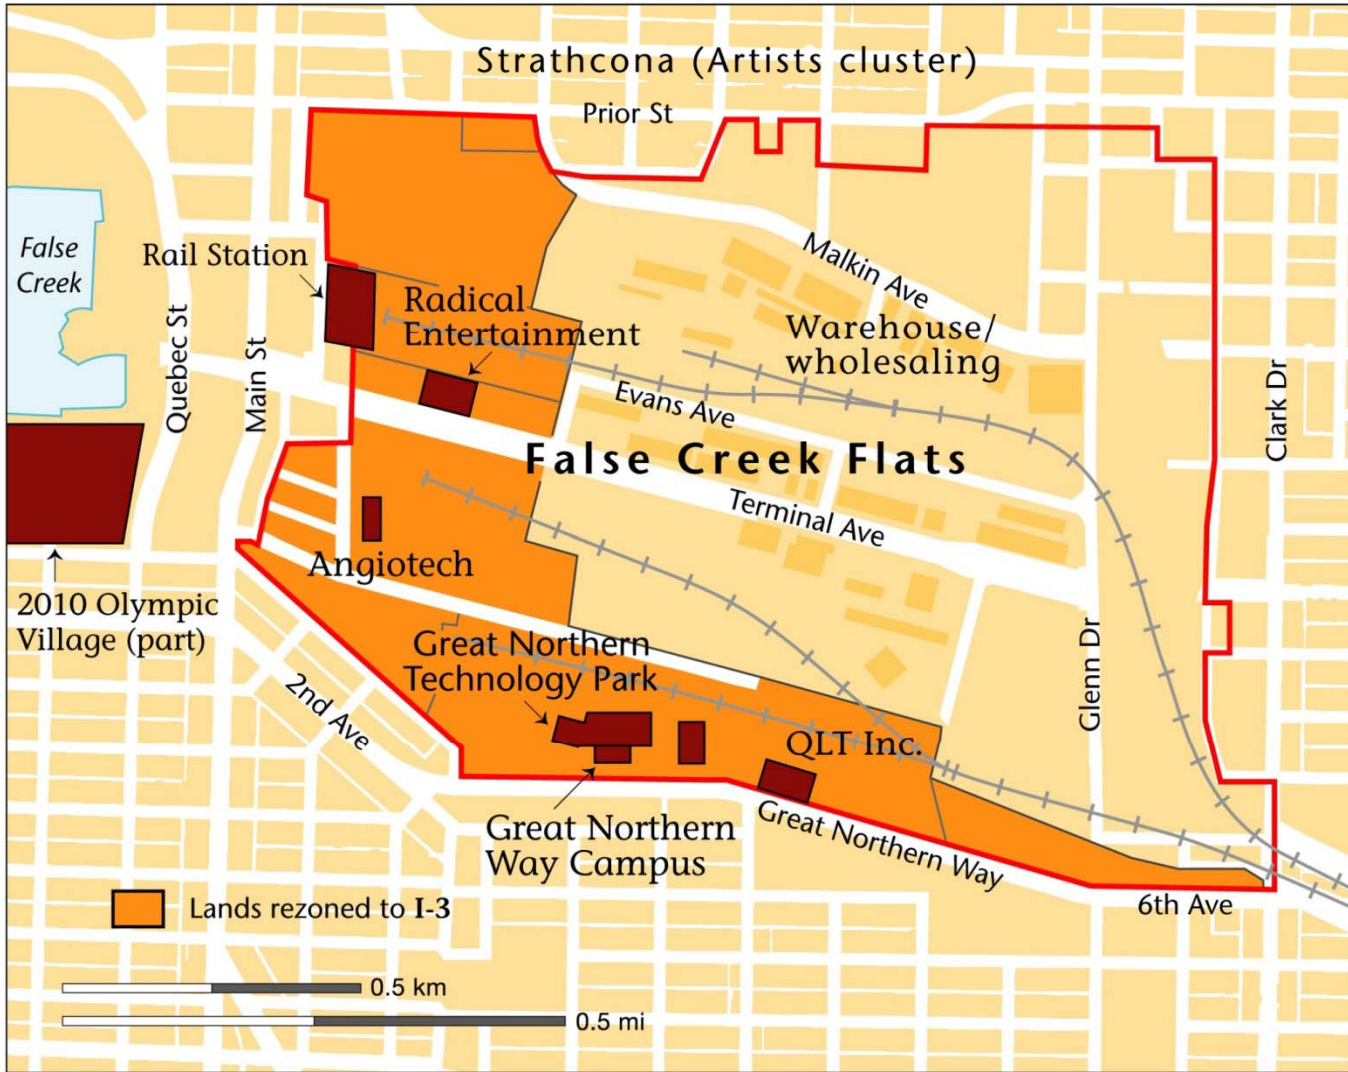 Strathcona (Artists cluster)
Prior St
False
Creek
Rail Station
Quebec St
Main St
Radical
Entertainment
Malkin Ave
Warehouse/
wholesaling
Evans Ave
Clark Dr
False Creek Flats
Terminal Ave
Angiotech
2010 Olympic
Village (part)
Great Northern
Technology Park
2nd Ave
Glenn Dr
QLT Inc.
Great Northern
Way Campus
Great Northern Way
6th Ave
Lands rezoned to I-3
0.5 km
0.5 mi